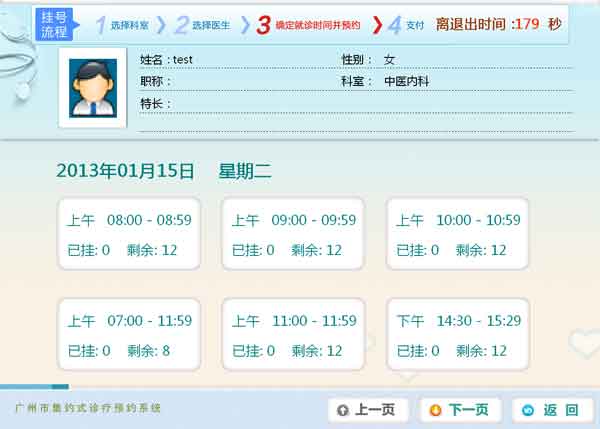 挂号流程 1 选择科室 2 选择医生 3 确定就诊时间并预约 4 支付 离退出时间:179 秒
姓名:test 性别: 女
职称: 科室: 中医内科
特长:
2013年01月15日 星期二
上午 08:00 - 08:59 上午 09:00 - 09:59 上午 10:00 - 10:59
已挂: 0 剩余: 12 已挂: 0 剩余: 12 已挂: 0 剩余: 12
上午 07:00 - 11:59 上午 11:00 - 11:59 下午 14:30 - 15:29
已挂: 0 剩余: 8 已挂: 0 剩余: 12 已挂: 0 剩余: 12
广州市集约式诊疗预约系统 上一页 下一页 返 回